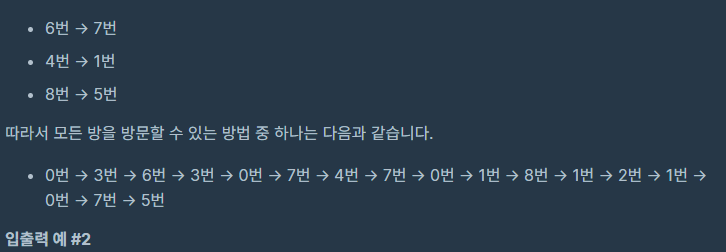 • 6번 → 7번
• 4번 → 1번
• 8번 → 5번
따라서 모든 방을 방문할 수 있는 방법 중 하나는 다음과 같습니다.
• 0번 → 3번 → 6번 → 3번 → 0번 → 7번 → 4번 → 7번 → 0번 → 1번 → 8번 → 1번 → 2번 → 1번 →
0번 → 7번 → 5번
입출력 예 #2